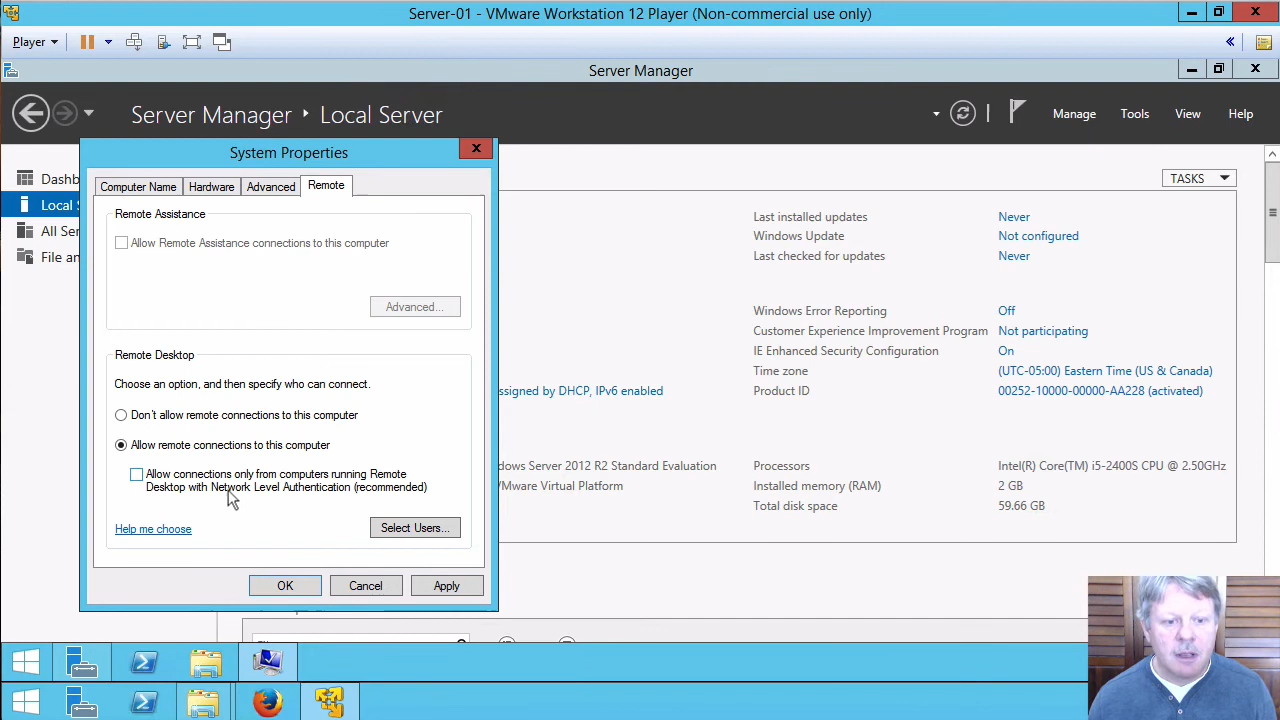 Server-01 - VMware Workstation 12 Player (Non-commercial use only)
Player
Server Manager
Server Manager Local Server
Manage Tools View Help
System Properties
Computer Name Hardware Advanced Remote
Remote Assistance
Allow Remote Assistance connections to this computer
Advanced...
Remote Desktop
Choose an option, and then specify who can connect.
Don't allow remote connections to this computer
Allow remote connections to this computer
Allow connections only from computers running Remote
Desktop with Network Level Authentication (recommended)
Help me choose
Select Users...
OK Cancel Apply
Dashb
Local S
All Ser
File an
TASKS
Last installed updates Never
Windows Update Not configured
Last checked for updates Never
Windows Error Reporting Off
Customer Experience Improvement Program Not participating
IE Enhanced Security Configuration On
Time zone (UTC-05:00) Eastern Time (US & Canada)
ssigned by DHCP, IPv6 enabled Product ID 00252-10000-00000-AA228 (activated)
dows Server 2012 R2 Standard Evaluation Processors Intel(R) Core(TM) i5-2400S CPU @ 2.50GHz
Mware Virtual Platform Installed memory (RAM) 2 GB
Total disk space 59.66 GB